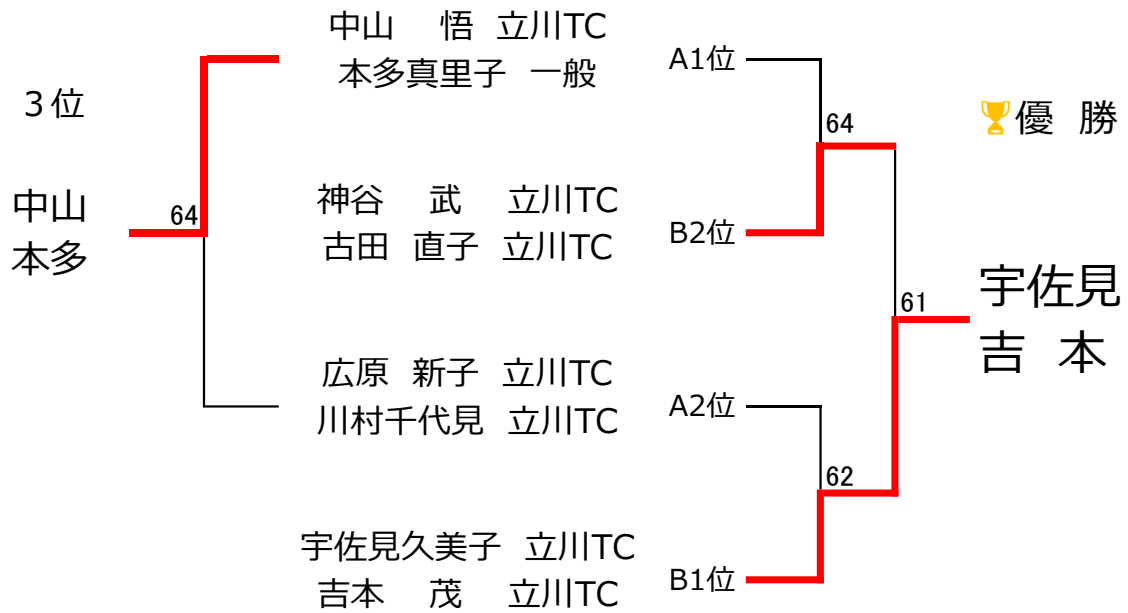 中山　悟 立川TC
本多真里子 一般
A1位
３位
64
優 勝
神谷　武　立川TC
古田 直子 立川TC
B2位
中山
本多
64
宇佐見
吉 本
61
広原 新子 立川TC
川村千代見 立川TC
A2位
62
宇佐見久美子 立川TC
吉本　茂　立川TC
B1位